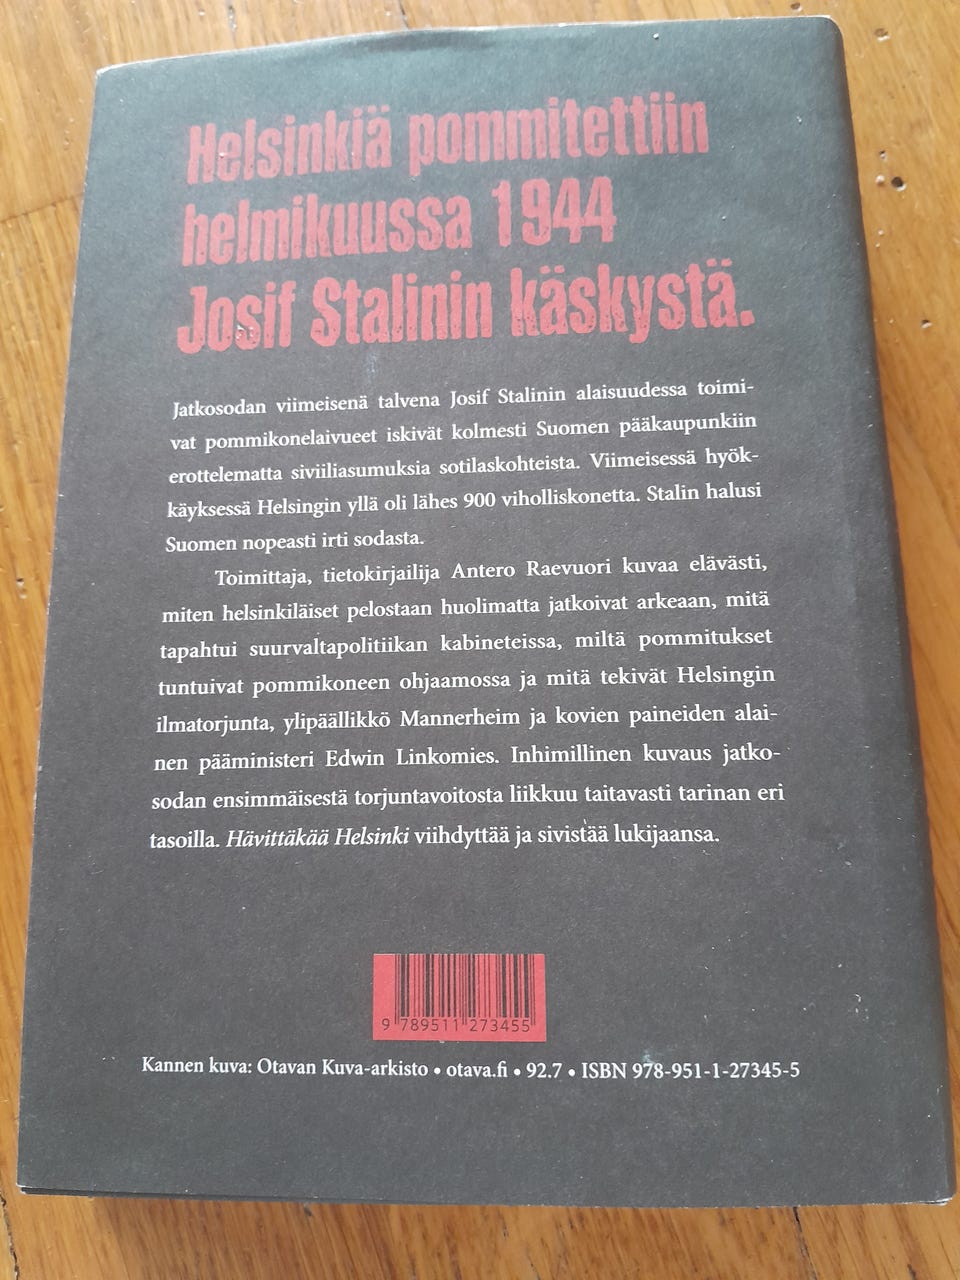 Helsinkiä pommitettiin
helmikuussa 1944
Josif Stalinin käskystä.
Jatkosodan viimeisenä talvena Josif Stalinin alaisuudessa toimi-
vat pommikonelaivueet iskivät kolmesti Suomen pääkaupunkiin
erottelematta siviiliasumuksia sotilaskohteista. Viimeisessä hyök-
käyksessä Helsingin yllä oli lähes 900 viholliskonetta. Stalin halusi
Suomen nopeasti irti sodasta.
Toimittaja, tietokirjailija Antero Raevuori kuvaa elävästi,
miten helsinkiläiset pelostaan huolimatta jatkoivat arkeaan, mitä
tapahtui suurvaltapolitiikan kabineteissa, miltä pommitukset
tuntuivat pommikoneen ohjaamossa ja mitä tekivät Helsingin
ilmatorjunta, ylipäällikkö Mannerheim ja kovien paineiden alai-
nen pääministeri Edwin Linkomies. Inhimillinen kuvaus jatko-
sodan ensimmäisestä torjuntavoitosta liikkuu taitavasti tarinan eri
tasoilla. Hävittäkää Helsinki viihdyttää ja sivistää lukijaansa.
9 789511 273455
Kannen kuva: Otavan Kuva-arkisto • otava.fi • 92.7 • ISBN 978-951-1-27345-5